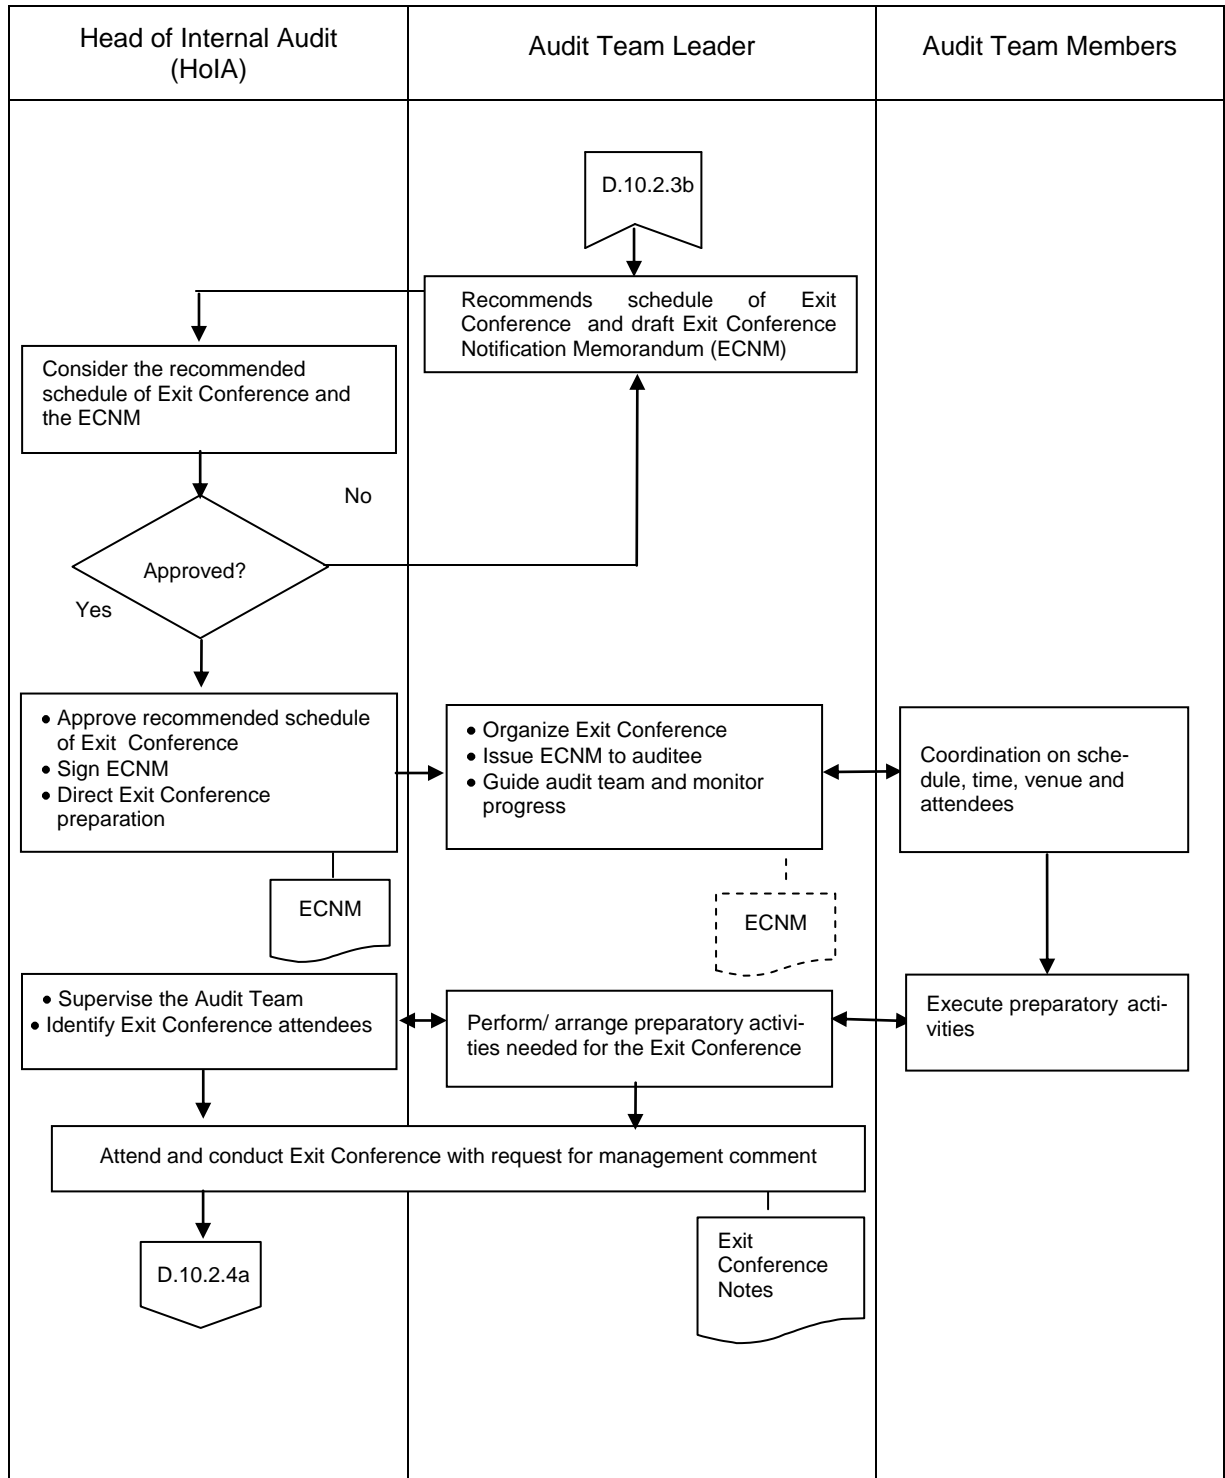 Head of Internal Audit
(HoIA)
Audit Team Leader
Audit Team Members
D.10.2.3b
Recommends schedule of Exit
Conference and draft Exit Conference
Notification Memorandum (ECNM)
Consider the recommended
schedule of Exit Conference and
the ECNM
No
Approved?
Yes
• Approve recommended schedule
of Exit Conference
• Sign ECNM
• Direct Exit Conference
preparation
• Organize Exit Conference
• Issue ECNM to auditee
• Guide audit team and monitor
progress
Coordination on sche-
dule, time, venue and
attendees
ECNM
ECNM
• Supervise the Audit Team
• Identify Exit Conference attendees
Perform/ arrange preparatory activi-
ties needed for the Exit Conference
Execute preparatory acti-
vities
Attend and conduct Exit Conference with request for management comment
D.10.2.4a
Exit
Conference
Notes